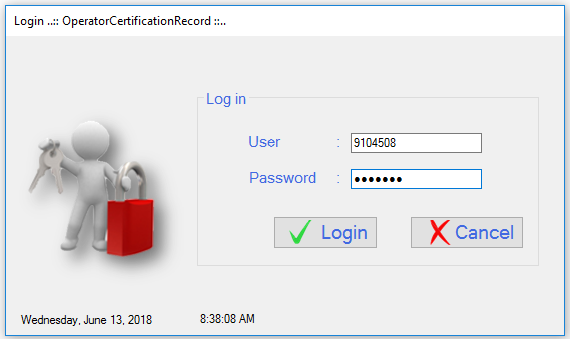 Login ..:: OperatorCertificationRecord ::..
Log in
User : 9104508
Password : ●●●●●●●
Login Cancel
Wednesday, June 13, 2018 8:38:08 AM